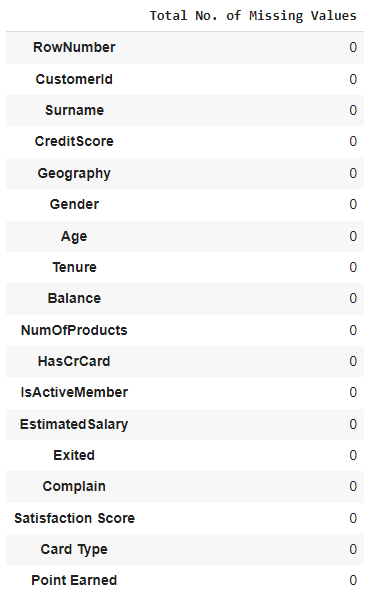 Total No. of Missing Values
RowNumber 0
CustomerId 0
Surname 0
CreditScore 0
Geography 0
Gender 0
Age 0
Tenure 0
Balance 0
NumOfProducts 0
HasCrCard 0
IsActiveMember 0
EstimatedSalary 0
Exited 0
Complain 0
Satisfaction Score 0
Card Type 0
Point Earned 0